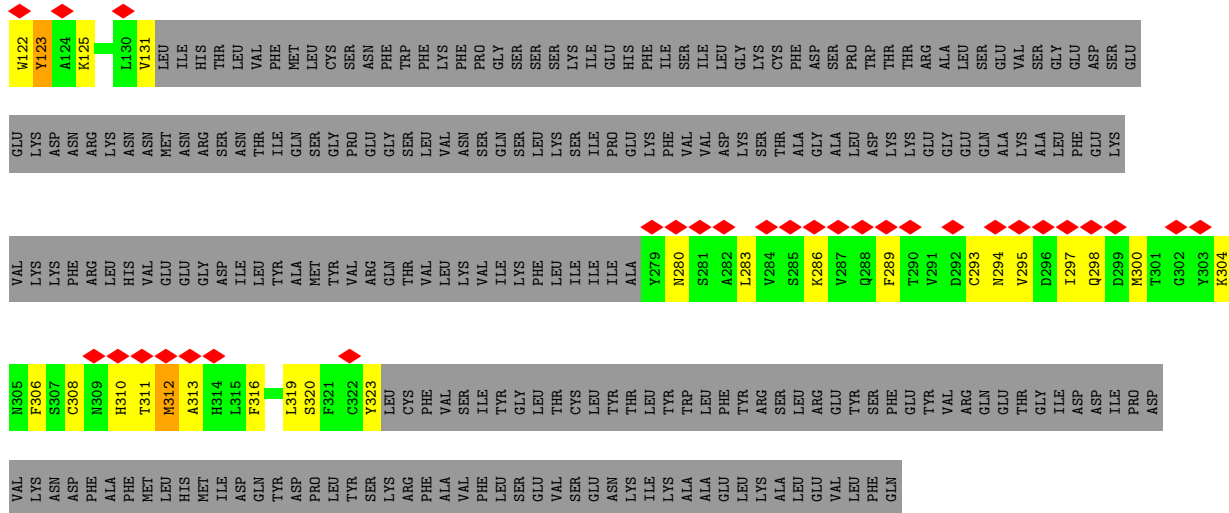 W122 Y123 A124 K125 L130 V131 LEU ILE HIS THR LEU VAL PHE MET LEU CYS SER ASN PHE TRP PHE LYS PHE PRO GLY SER SER SER LYS ILE GLU HIS PHE ILE SER ILE LEU GLY LYS CYS PHE ASP SER PRO TRP THR THR ARG ALA LEU SER GLU VAL SER GLY GLU ASP SER GLU
GLU LYS ASP ASN ARG LYS ASN ASN MET ASN ARG SER ASN THR ILE GLN SER GLY PRO GLU GLY SER LEU VAL ASN SER GLN SER LEU LYS SER ILE PRO GLU LYS PHE VAL VAL ASP LYS SER THR ALA GLY ALA LEU ASP LYS LYS GLU GLY GLU GLN ALA LYS ALA LEU PHE GLU LYS
VAL LYS LYS PHE ARG LEU HIS VAL GLU GLU GLY ASP ILE LEU TYR ALA MET TYR VAL ARG GLN THR VAL LEU LYS VAL ILE LYS PHE LEU ILE ILE ILE ALA Y279 N280 S281 A282 L283 V284 S285 K286 V287 Q288 F289 T290 V291 D292 C293 N294 V295 D296 I297 Q298 D299 M300 T301 G302 Y303 K304
N305 F306 S307 C308 N309 H310 T311 M312 A313 H314 L315 F316 L319 S320 F321 C322 Y323 LEU CYS PHE VAL SER ILE TYR GLY LEU THR CYS LEU TYR THR LEU TYR TRP LEU PHE TYR ARG SER LEU ARG GLU TYR SER PHE GLU TYR VAL ARG GLN GLU THR GLY ILE ASP ASP ILE PRO ASP
VAL LYS ASN ASP PHE ALA PHE MET LEU HIS MET ILE ASP GLN TYR ASP PRO LEU TYR SER LYS ARG PHE ALA VAL PHE LEU SER GLU VAL SER GLU ASN LYS ILE LYS ALA ALA GLU LEU LYS ALA LEU GLU VAL LEU PHE GLN